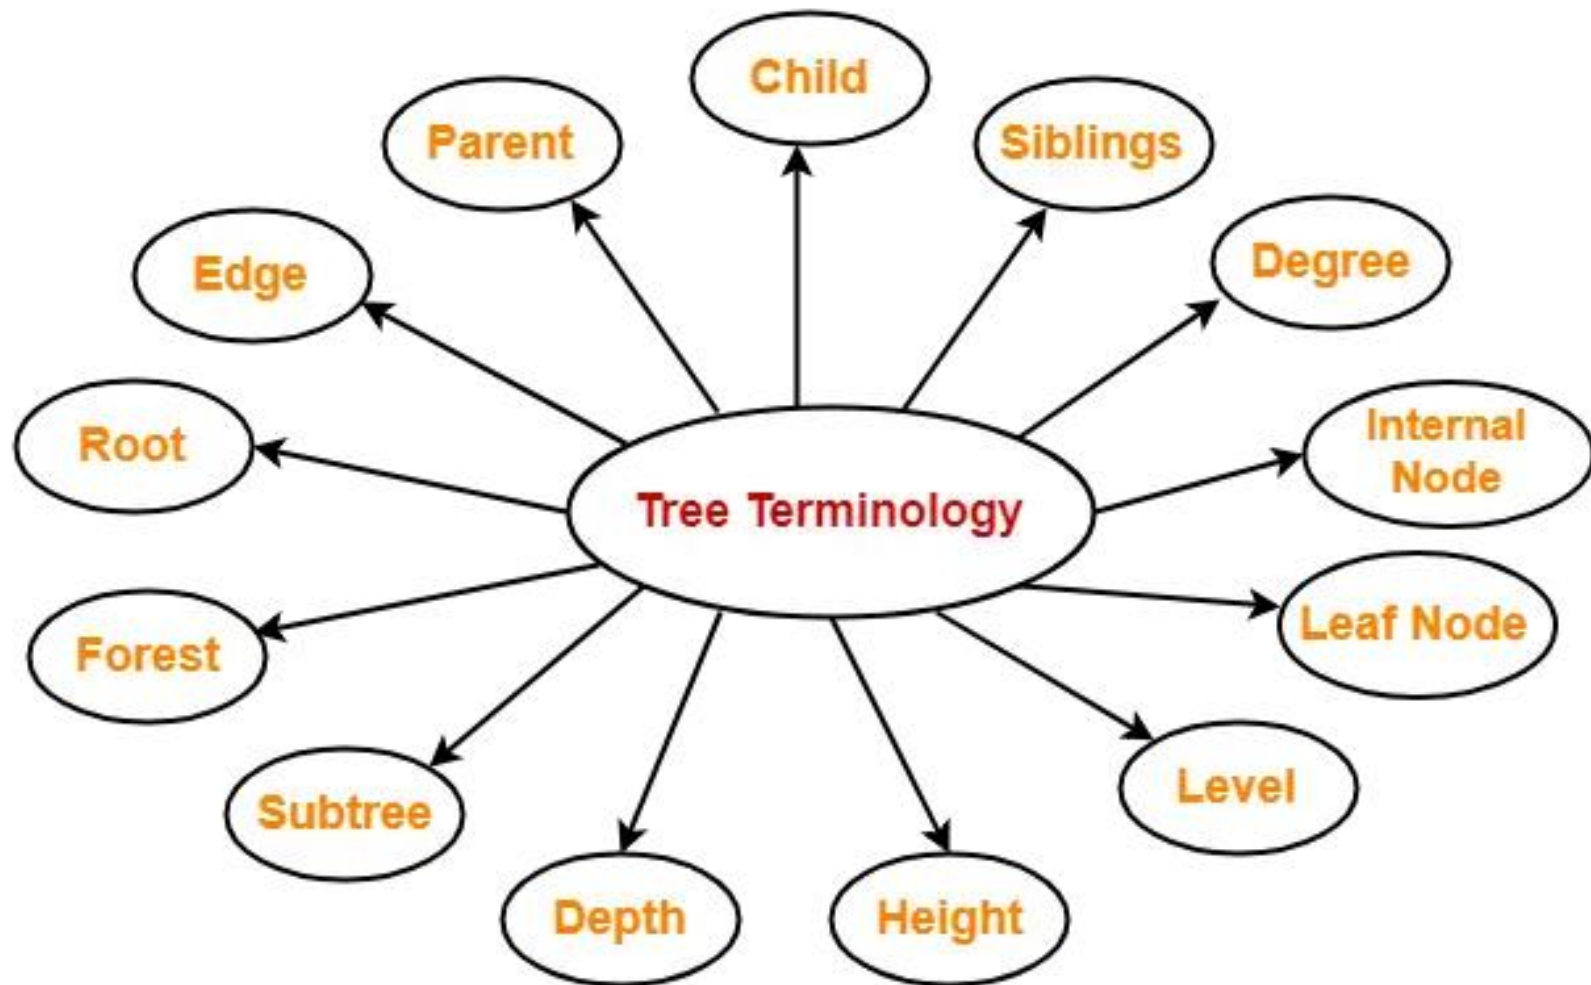 Child
Parent
Siblings
Edge
Degree
Root
Internal
Node
Tree Terminology
Forest
Leaf Node
Subtree
Level
Depth
Height